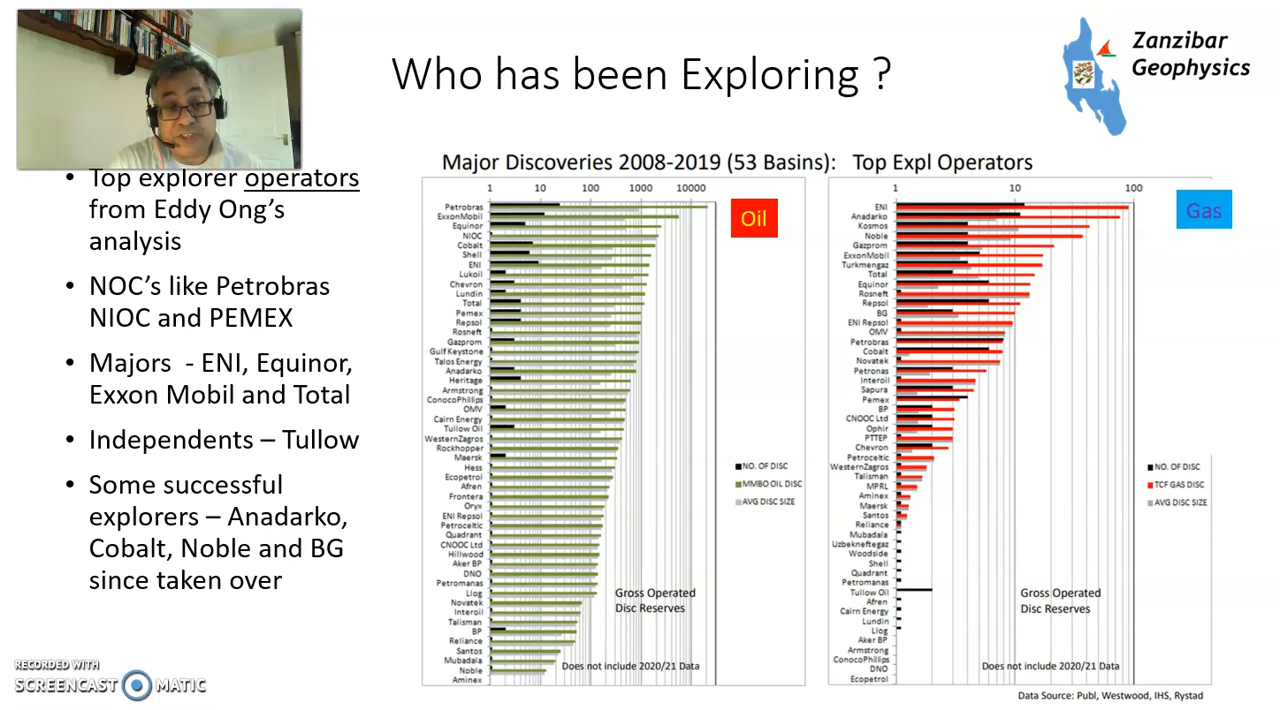 Who has been Exploring ?
Zanzibar
Geophysics
• Top explorer operators
from Eddy Ong's
analysis
• NOC's like Petrobras
NIOC and PEMEX
• Majors - ENI, Equinor,
Exxon Mobil and Total
• Independents – Tullow
• Some successful
explorers – Anadarko,
Cobalt, Noble and BG
since taken over
Major Discoveries 2008-2019 (53 Basins): Top Expl Operators
1 10 100 1000 10000
Oil
Petrobras
ExxonMobil
Equinor
NIOC
Cobalt
Shell
ENI
Lukoil
Chevron
Lundin
Total
Pemex
Repsol
Rosneft
Gazprom
Gulf Keystone
Talos Energy
Anadarko
Heritage
Armstrong
ConocoPhillips
OMV
Cairn Energy
Tullow Oil
WesternZagros
Rockhopper
Maersk
Hess
Ecopetrol
Afren
Frontera
Oryx
ENI Repsol
Petroceltic
Quadrant
CNOOC Ltd
Hillwood
Aker BP
DNO
Petromanas
Llog
Novatek
Interoil
Talisman
BP
Reliance
Santos
Mubadala
Noble
Aminex
NO. OF DISC
MMBO OIL DISC
AVG DISC SIZE
Gross Operated
Disc Reserves
Does not include 2020/21 Data
1 10 100
Gas
ENI
Anadarko
Kosmos
Noble
Gazprom
ExxonMobil
Turkmengaz
Total
Equinor
Rosneft
Repsol
BG
ENI Repsol
OMV
Petrobras
Cobalt
Novatek
Petronas
Interoil
Sapura
Pemex
BP
CNOOC Ltd
Ophir
PTTEP
Chevron
Petroceltic
WesternZagros
Talisman
MPRL
Aminex
Maersk
Santos
Reliance
Mubadala
Uzbekneftegaz
Woodside
Shell
Quadrant
Petromanas
Tullow Oil
Afren
Cairn Energy
Lundin
Llog
Aker BP
Armstrong
ConocoPhillips
DNO
Ecopetrol
NO. OF DISC
TCF GAS DISC
AVG DISC SIZE
Gross Operated
Disc Reserves
Does not include 2020/21 Data
Data Source: Publ, Westwood, IHS, Rystad
RECORDED WITH
SCREENCAST MATIC